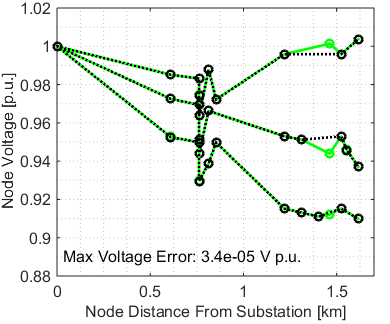 1.02
1
0.98
0.96
0.94
0.92
0.9
0.88
Node Voltage [p.u.]
Max Voltage Error: 3.4e-05 V p.u.
0 0.5 1 1.5
Node Distance From Substation [km]